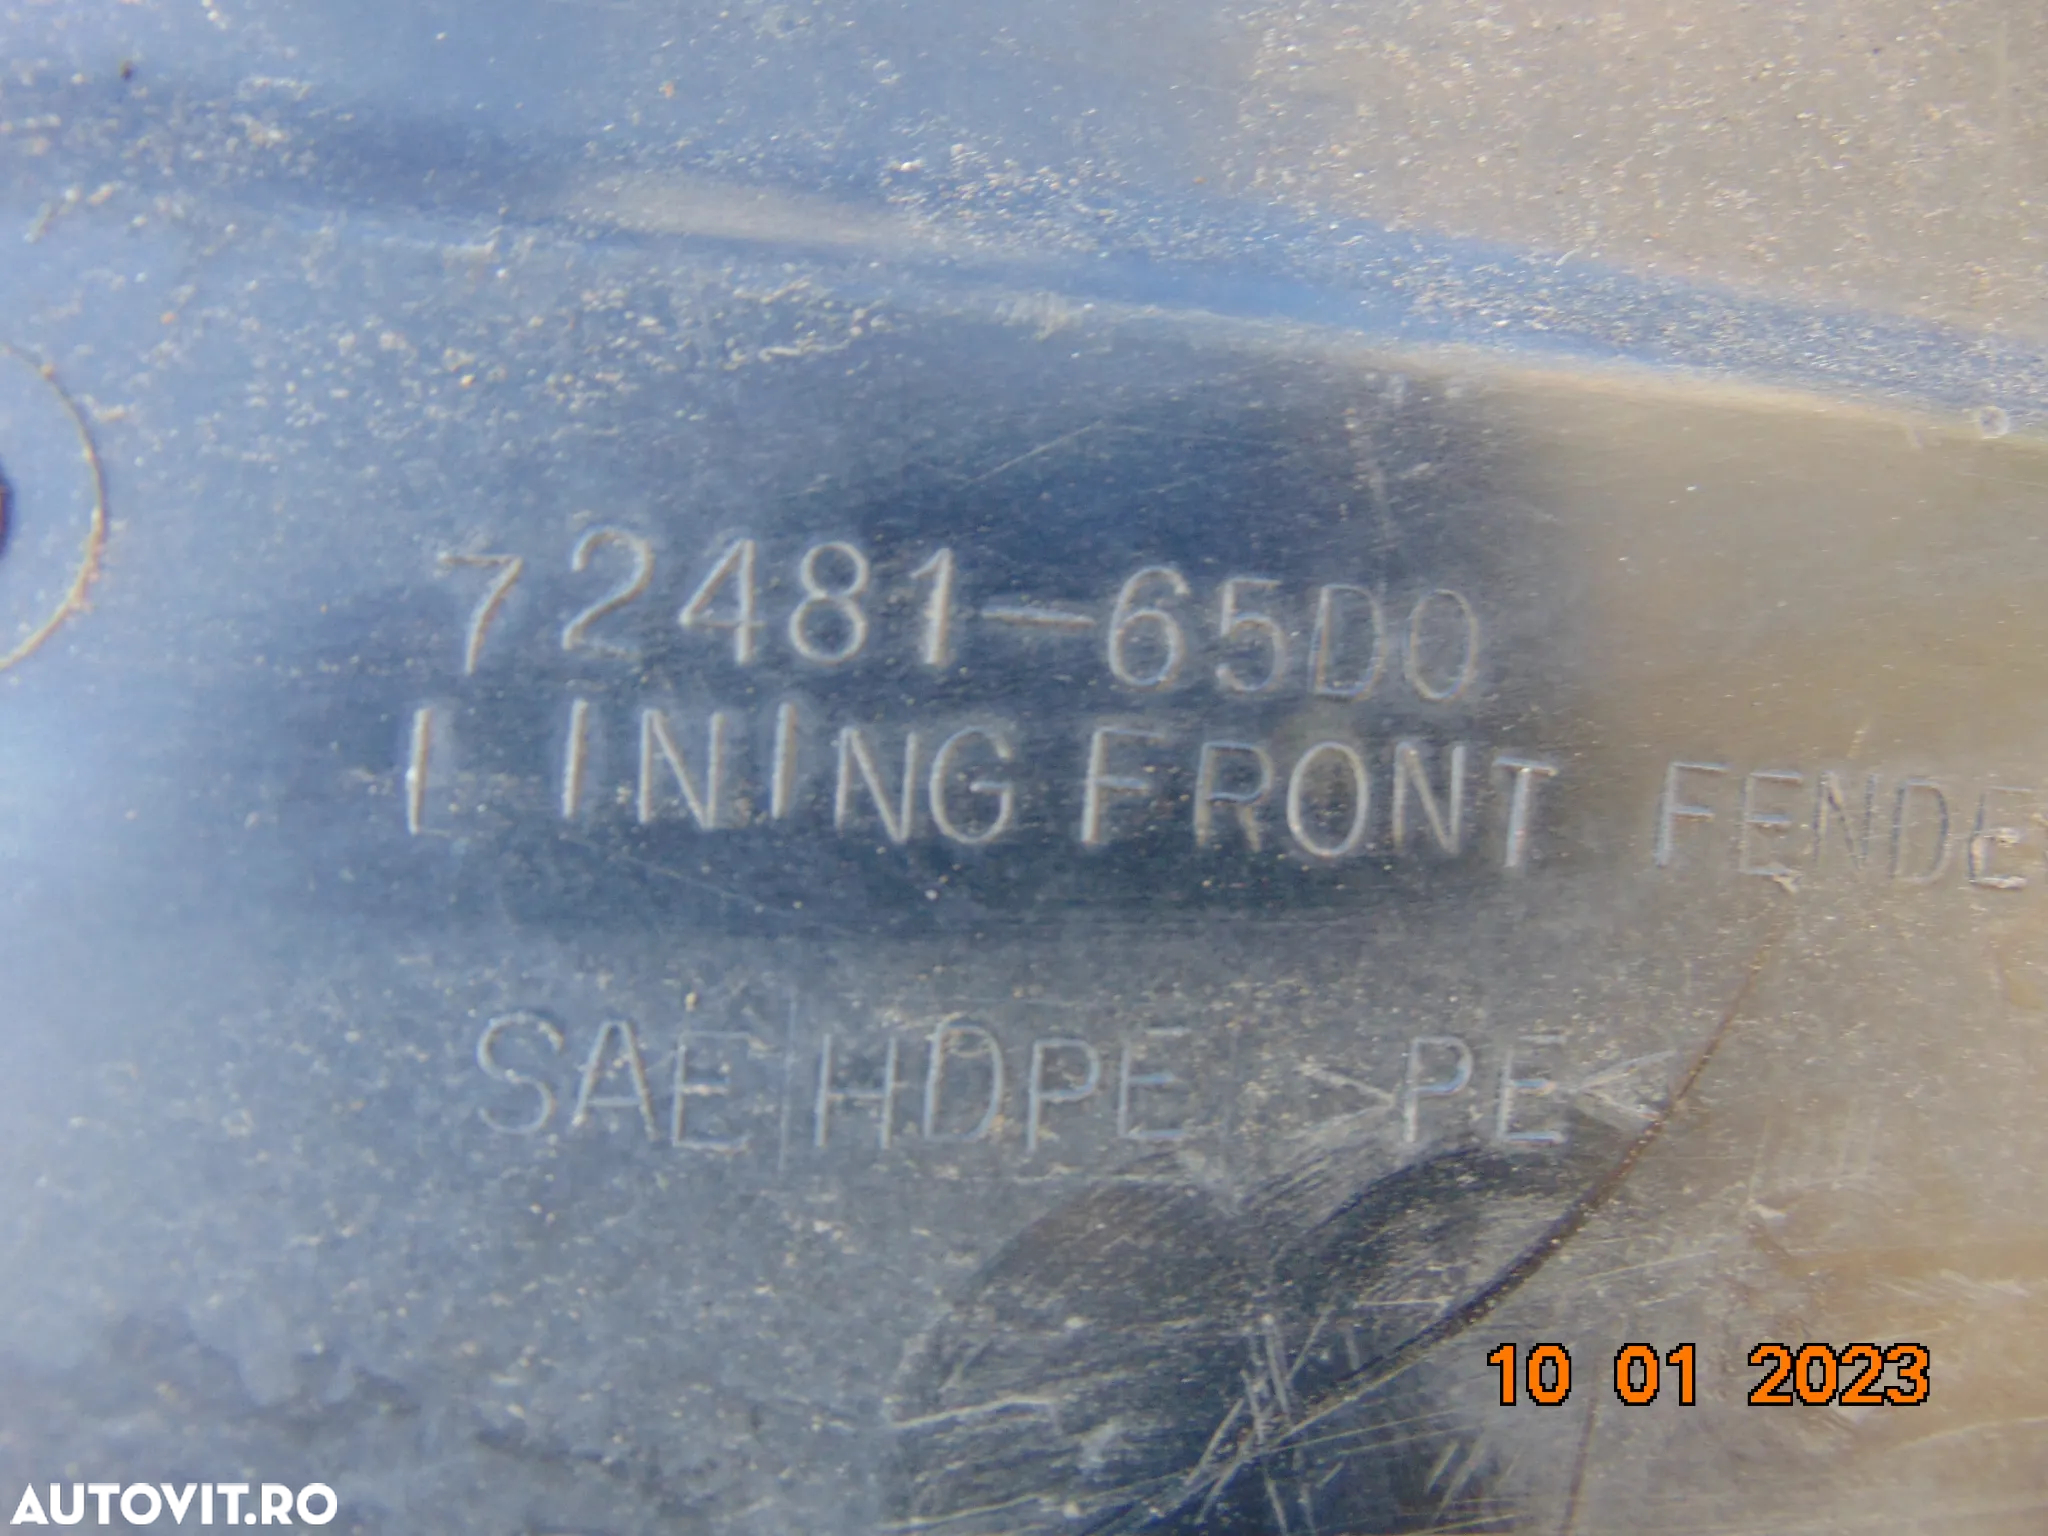 72481-65D0
LINING FRONT FENDE
SAE HDPE >PE<
10 01 2023
AUTOVIT.RO